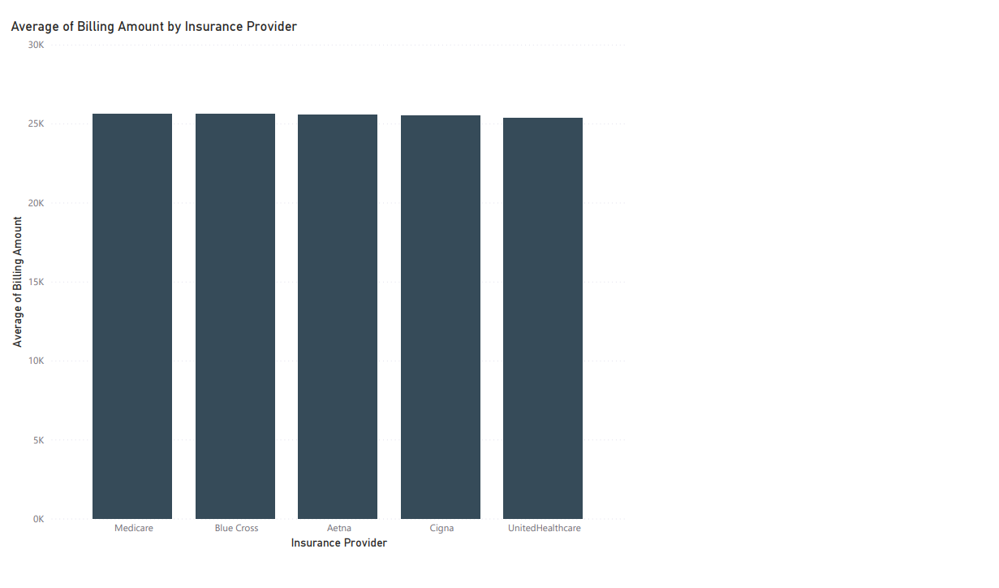 Average of Billing Amount by Insurance Provider
30K
25K
20K
15K
10K
5K
0K
Average of Billing Amount
Medicare Blue Cross Aetna Cigna UnitedHealthcare
Insurance Provider